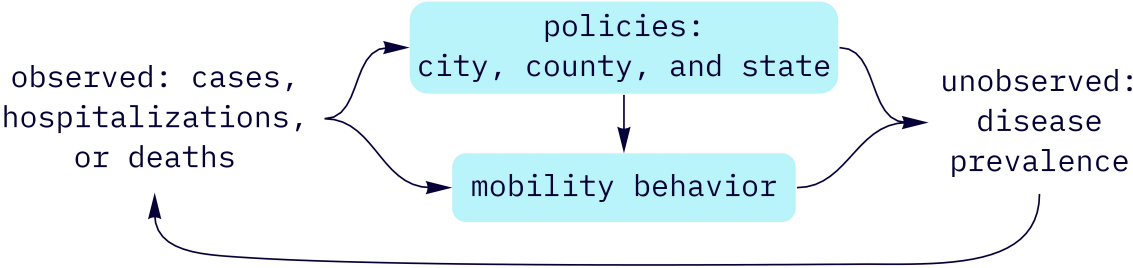 observed: cases,
hospitalizations,
or deaths
policies:
city, county, and state
mobility behavior
unobserved:
disease
prevalence